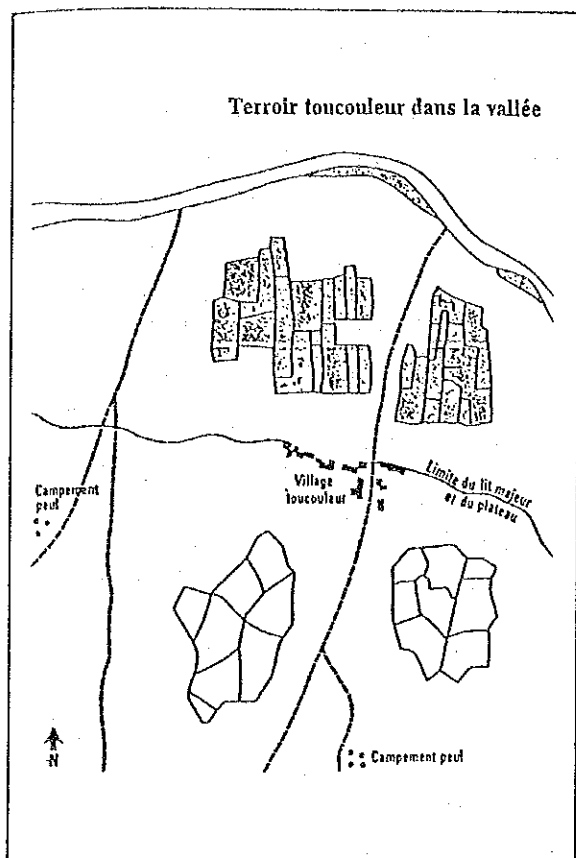 Terroir toucouleur dans la vallée
Limite du lit majeur
et du plateau
Village
toucouleur
Campement
peul
N
Campement peul